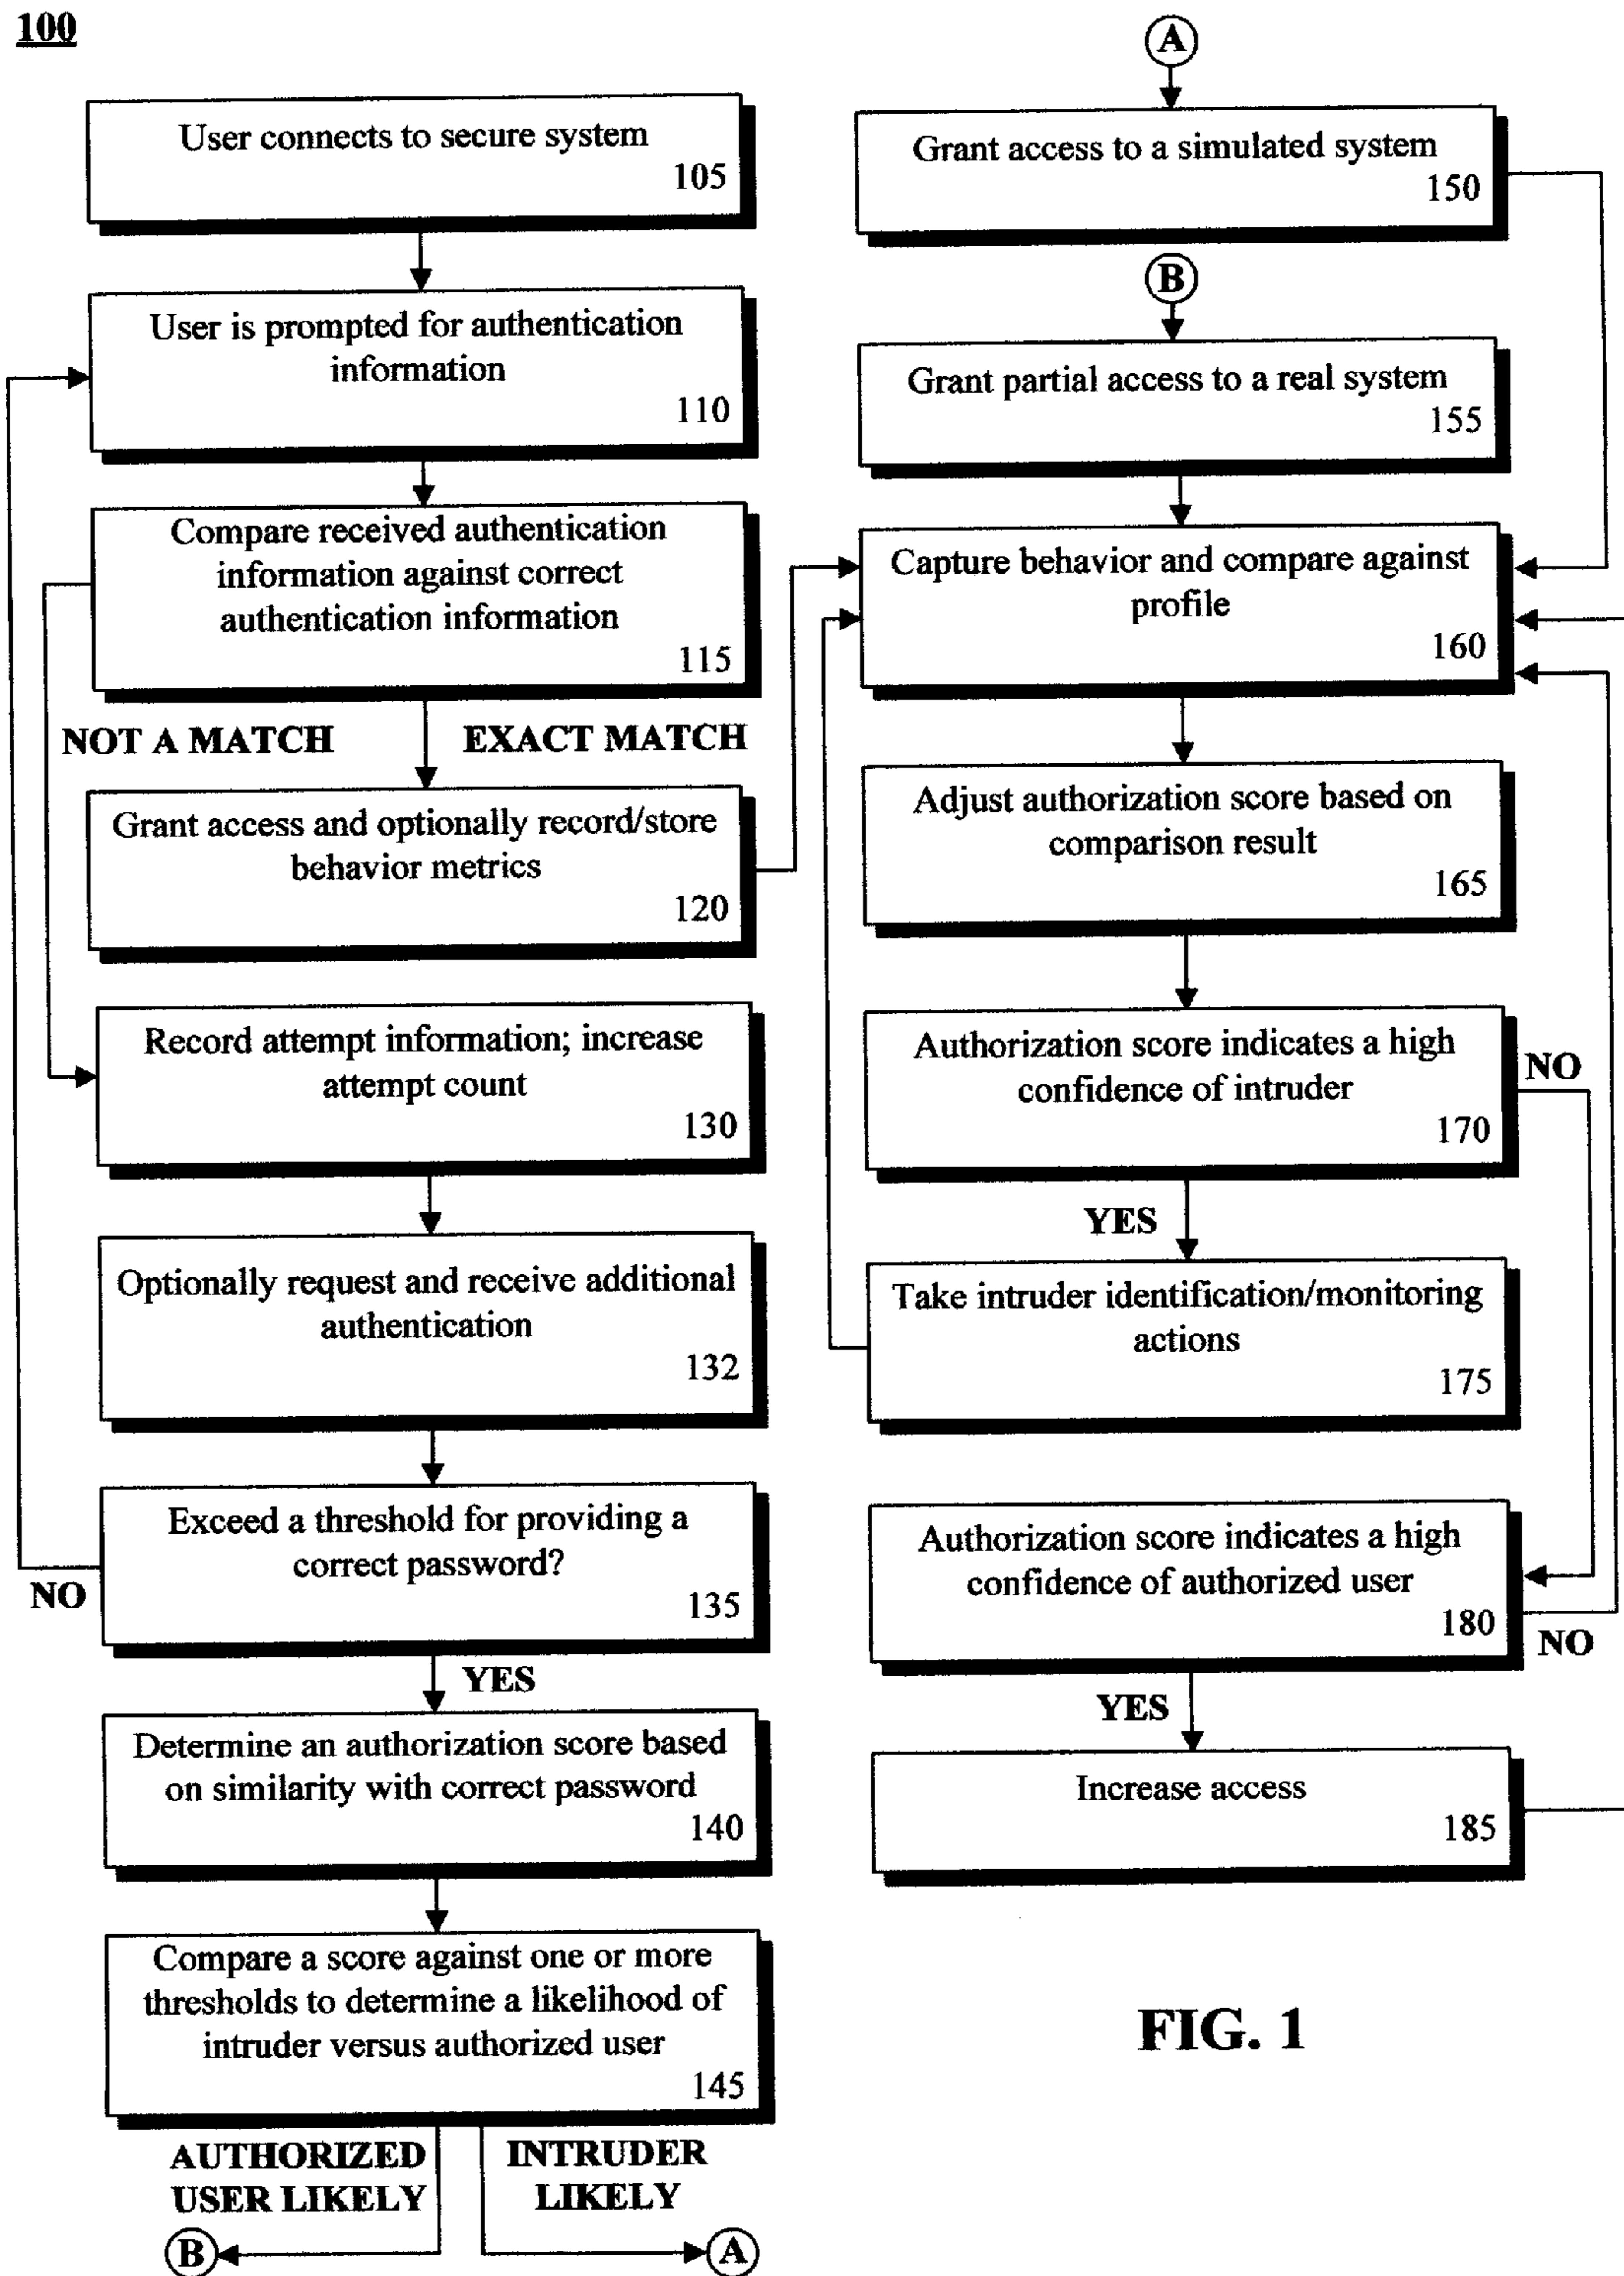 100
User connects to secure system
105
User is prompted for authentication
information
110
Compare received authentication
information against correct
authentication information
115
NOT A MATCH
EXACT MATCH
Grant access and optionally record/store
behavior metrics
120
Record attempt information; increase
attempt count
130
Optionally request and receive additional
authentication
132
Exceed a threshold for providing a
correct password?
135
NO
YES
Determine an authorization score based
on similarity with correct password
140
Compare a score against one or more
thresholds to determine a likelihood of
intruder versus authorized user
145
AUTHORIZED
USER LIKELY
INTRUDER
LIKELY
B
A
A
Grant access to a simulated system
150
B
Grant partial access to a real system
155
Capture behavior and compare against
profile
160
Adjust authorization score based on
comparison result
165
Authorization score indicates a high
confidence of intruder
170
NO
YES
Take intruder identification/monitoring
actions
175
Authorization score indicates a high
confidence of authorized user
180
NO
YES
Increase access
185
FIG. 1